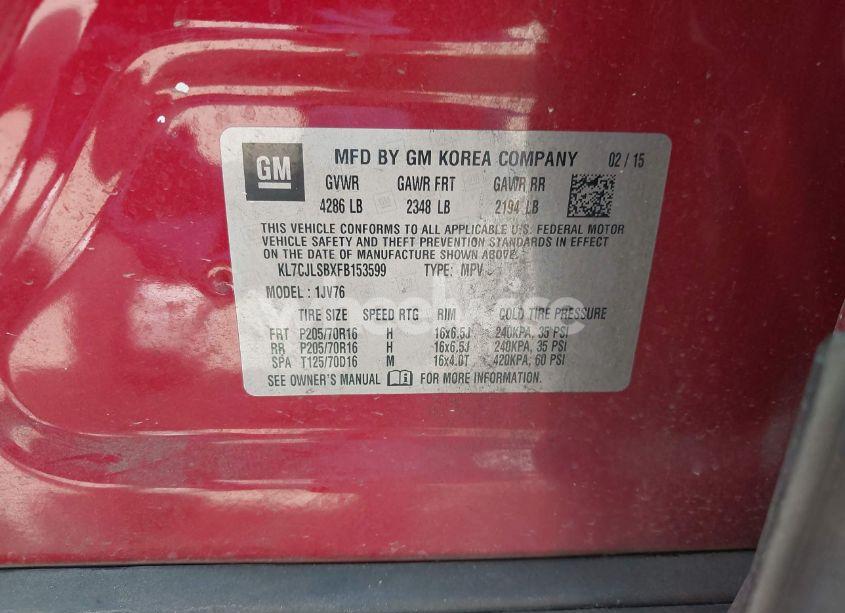 GM MFD BY GM KOREA COMPANY 02 / 15
GVWR GAWR FRT GAWR RR
4286 LB 2348 LB 2194 LB
THIS VEHICLE CONFORMS TO ALL APPLICABLE U.S. FEDERAL MOTOR
VEHICLE SAFETY AND THEFT PREVENTION STANDARDS IN EFFECT
ON THE DATE OF MANUFACTURE SHOWN ABOVE.
KL7CJLSBXFB153599 TYPE: MPV
MODEL: 1JV76
TIRE SIZE SPEED RTG RIM COLD TIRE PRESSURE
FRT P205/70R16 H 16x6.5J 240KPA, 35 PSI
RR P205/70R16 H 16x6.5J 240KPA, 35 PSI
SPA T125/70D16 M 16x4.0T 420KPA, 60 PSI
SEE OWNER'S MANUAL FOR MORE INFORMATION.